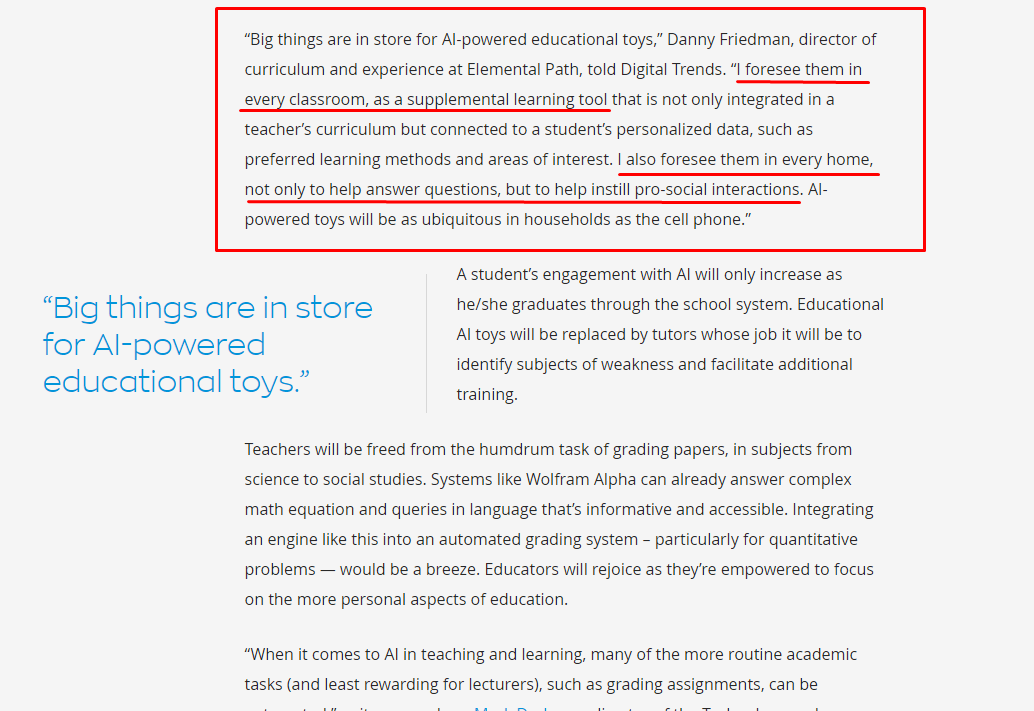 “Big things are in store for AI-powered educational toys,” Danny Friedman, director of
curriculum and experience at Elemental Path, told Digital Trends. “I foresee them in
every classroom, as a supplemental learning tool that is not only integrated in a
teacher’s curriculum but connected to a student’s personalized data, such as
preferred learning methods and areas of interest. I also foresee them in every home,
not only to help answer questions, but to help instill pro-social interactions. AI-
powered toys will be as ubiquitous in households as the cell phone.”
“Big things are in store
for AI-powered
educational toys.”
A student’s engagement with AI will only increase as
he/she graduates through the school system. Educational
AI toys will be replaced by tutors whose job it will be to
identify subjects of weakness and facilitate additional
training.
Teachers will be freed from the humdrum task of grading papers, in subjects from
science to social studies. Systems like Wolfram Alpha can already answer complex
math equation and queries in language that’s informative and accessible. Integrating
an engine like this into an automated grading system – particularly for quantitative
problems — would be a breeze. Educators will rejoice as they’re empowered to focus
on the more personal aspects of education.
“When it comes to AI in teaching and learning, many of the more routine academic
tasks (and least rewarding for lecturers), such as grading assignments, can be